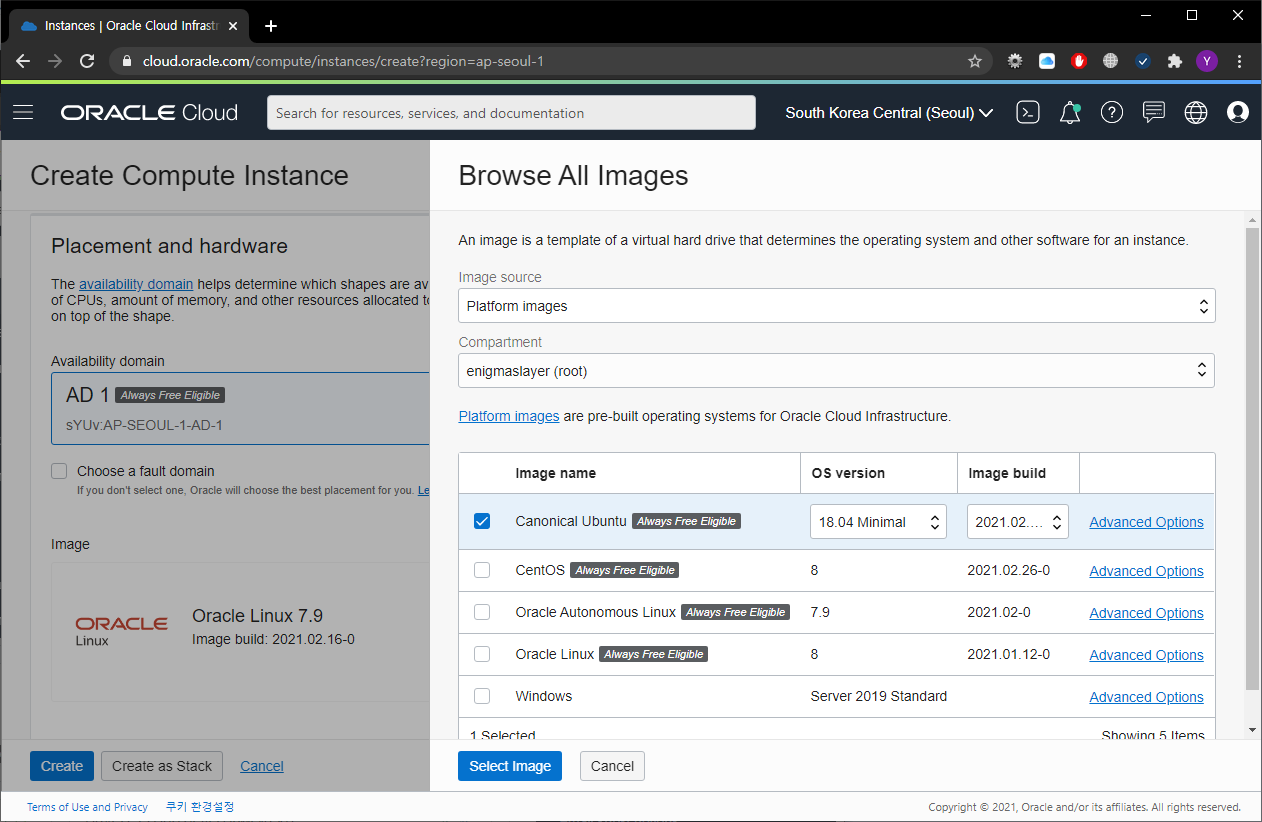 Instances | Oracle Cloud Infrastr
cloud.oracle.com/compute/instances/create?region=ap-seoul-1
Y
ORACLE Cloud
Search for resources, services, and documentation
South Korea Central (Seoul)
Create Compute Instance
Placement and hardware
The availability domain helps determine which shapes are av
of CPUs, amount of memory, and other resources allocated to
on top of the shape.
Availability domain
AD 1 Always Free Eligible
sYUv:AP-SEOUL-1-AD-1
Choose a fault domain
If you don't select one, Oracle will choose the best placement for you. Le
Image
ORACLE
Linux
Oracle Linux 7.9
Image build: 2021.02.16-0
Create
Create as Stack
Cancel
Browse All Images
An image is a template of a virtual hard drive that determines the operating system and other software for an instance.
Image source
Platform images
Compartment
enigmaslayer (root)
Platform images are pre-built operating systems for Oracle Cloud Infrastructure.
Image name OS version Image build
Canonical Ubuntu Always Free Eligible 18.04 Minimal 2021.02.... Advanced Options
CentOS Always Free Eligible 8 2021.02.26-0 Advanced Options
Oracle Autonomous Linux Always Free Eligible 7.9 2021.02-0 Advanced Options
Oracle Linux Always Free Eligible 8 2021.01.12-0 Advanced Options
Windows Server 2019 Standard Advanced Options
1 Selected Showing 5 Items
Select Image
Cancel
Terms of Use and Privacy 쿠키 환경설정
Copyright © 2021, Oracle and/or its affiliates. All rights reserved.